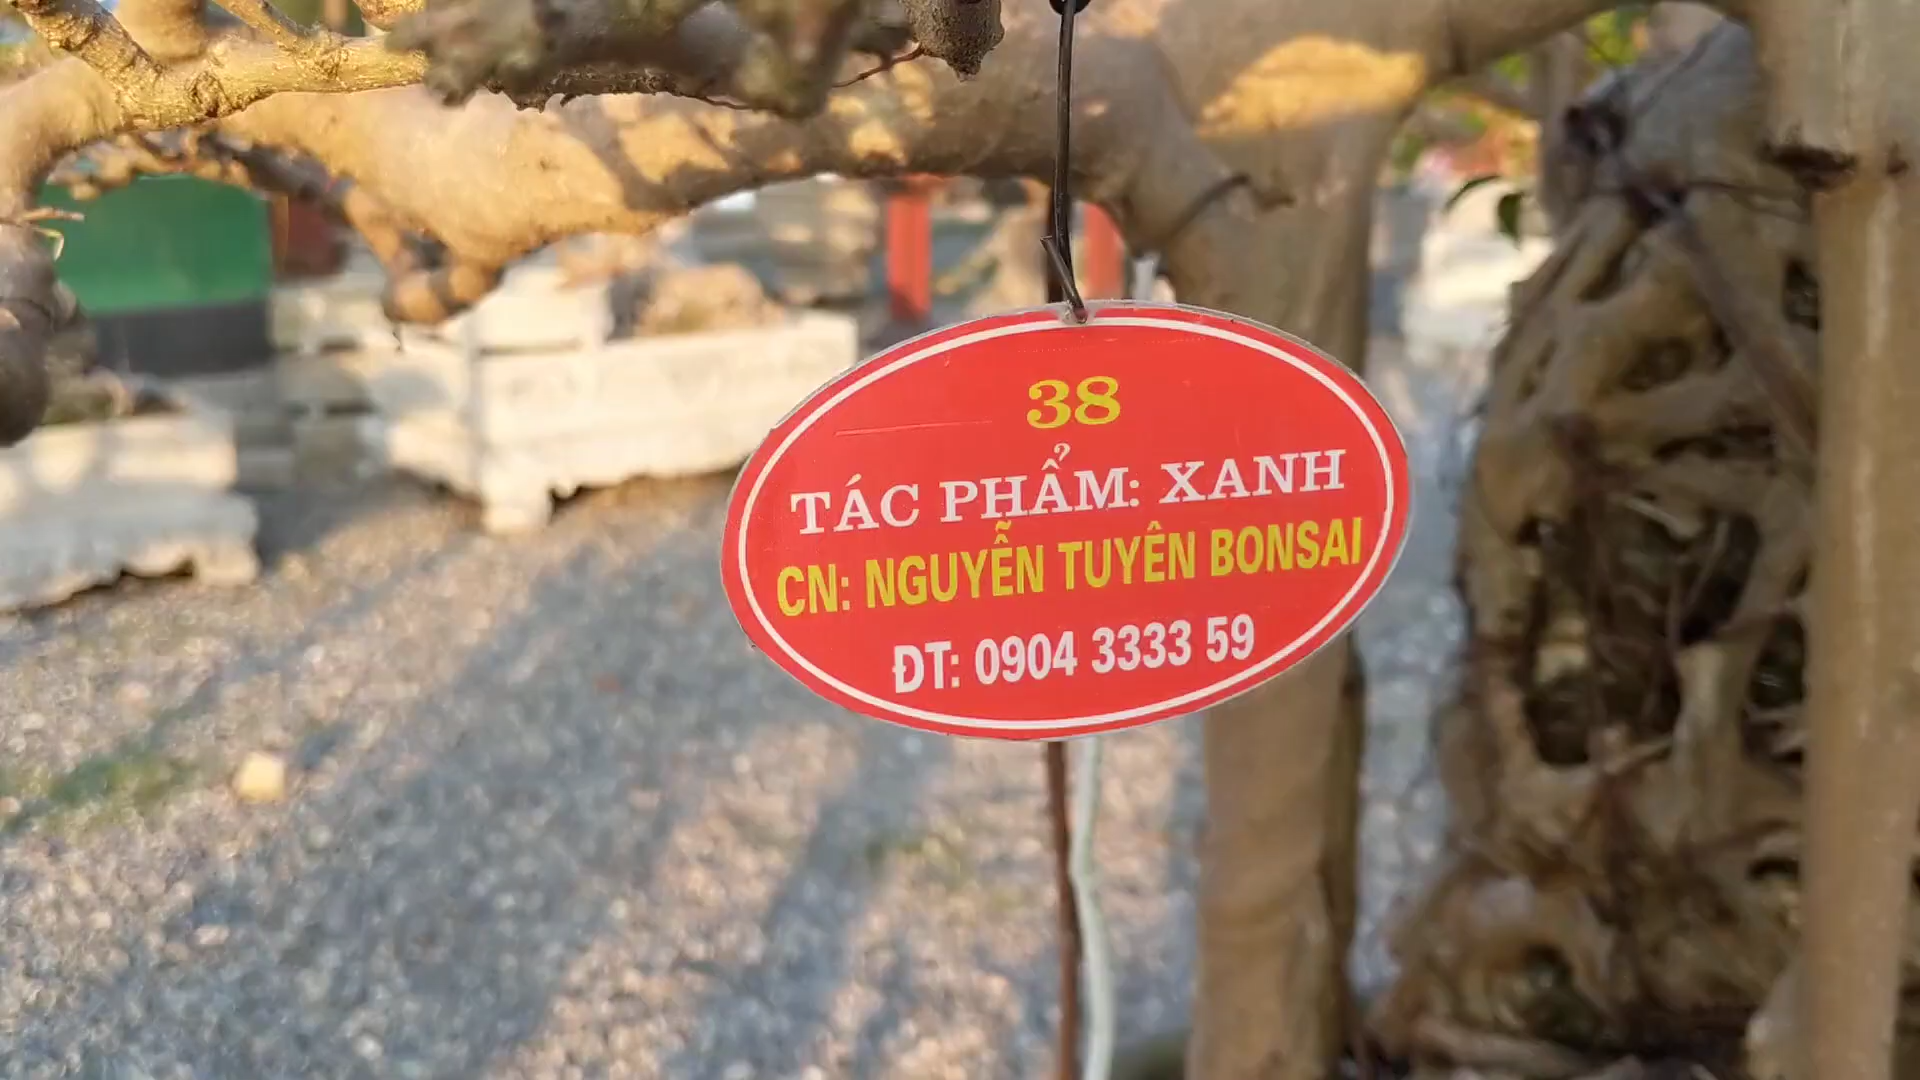 38
TÁC PHẨM: XANH
CN: NGUYỄN TUYÊN BONSAI
ĐT: 0904 3333 59